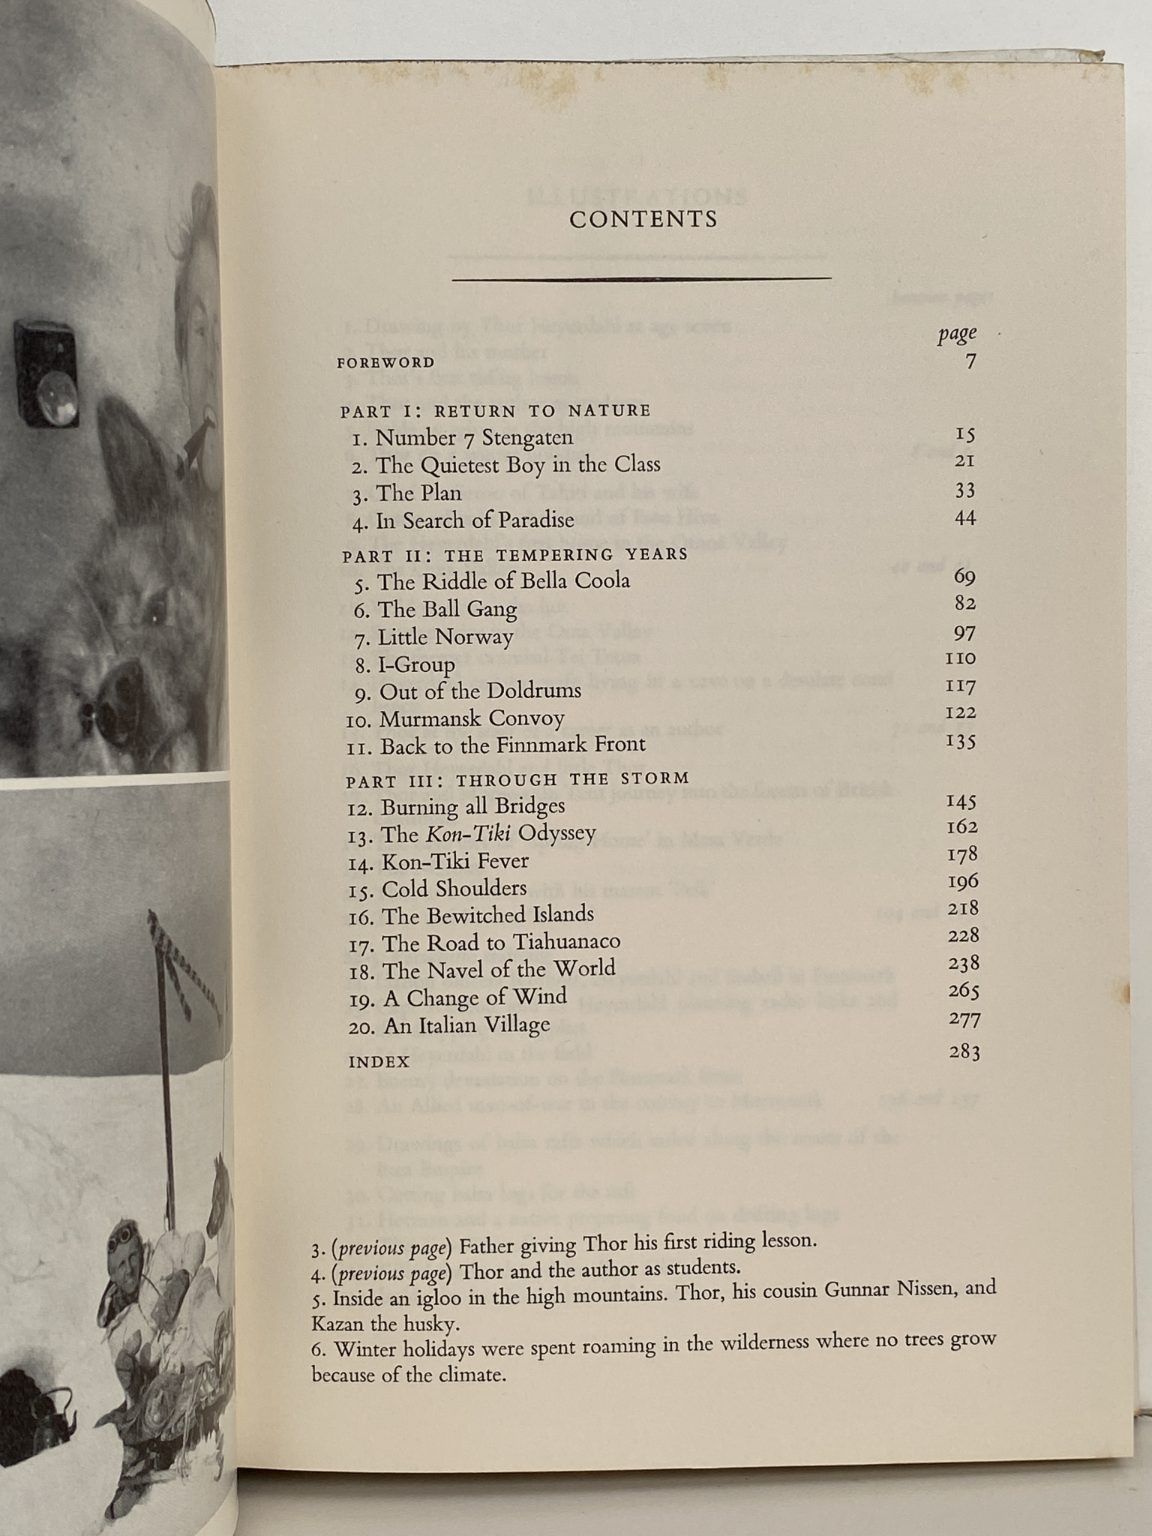 CONTENTS
page
FOREWORD 7
PART I: RETURN TO NATURE
1. Number 7 Stengaten 15
2. The Quietest Boy in the Class 21
3. The Plan 33
4. In Search of Paradise 44
PART II: THE TEMPERING YEARS
5. The Riddle of Bella Coola 69
6. The Ball Gang 82
7. Little Norway 97
8. I-Group 110
9. Out of the Doldrums 117
10. Murmansk Convoy 122
11. Back to the Finnmark Front 135
PART III: THROUGH THE STORM
12. Burning all Bridges 145
13. The Kon-Tiki Odyssey 162
14. Kon-Tiki Fever 178
15. Cold Shoulders 196
16. The Bewitched Islands 218
17. The Road to Tiahuanaco 228
18. The Navel of the World 238
19. A Change of Wind 265
20. An Italian Village 277
INDEX 283
3. (previous page) Father giving Thor his first riding lesson.
4. (previous page) Thor and the author as students.
5. Inside an igloo in the high mountains. Thor, his cousin Gunnar Nissen, and
Kazan the husky.
6. Winter holidays were spent roaming in the wilderness where no trees grow
because of the climate.